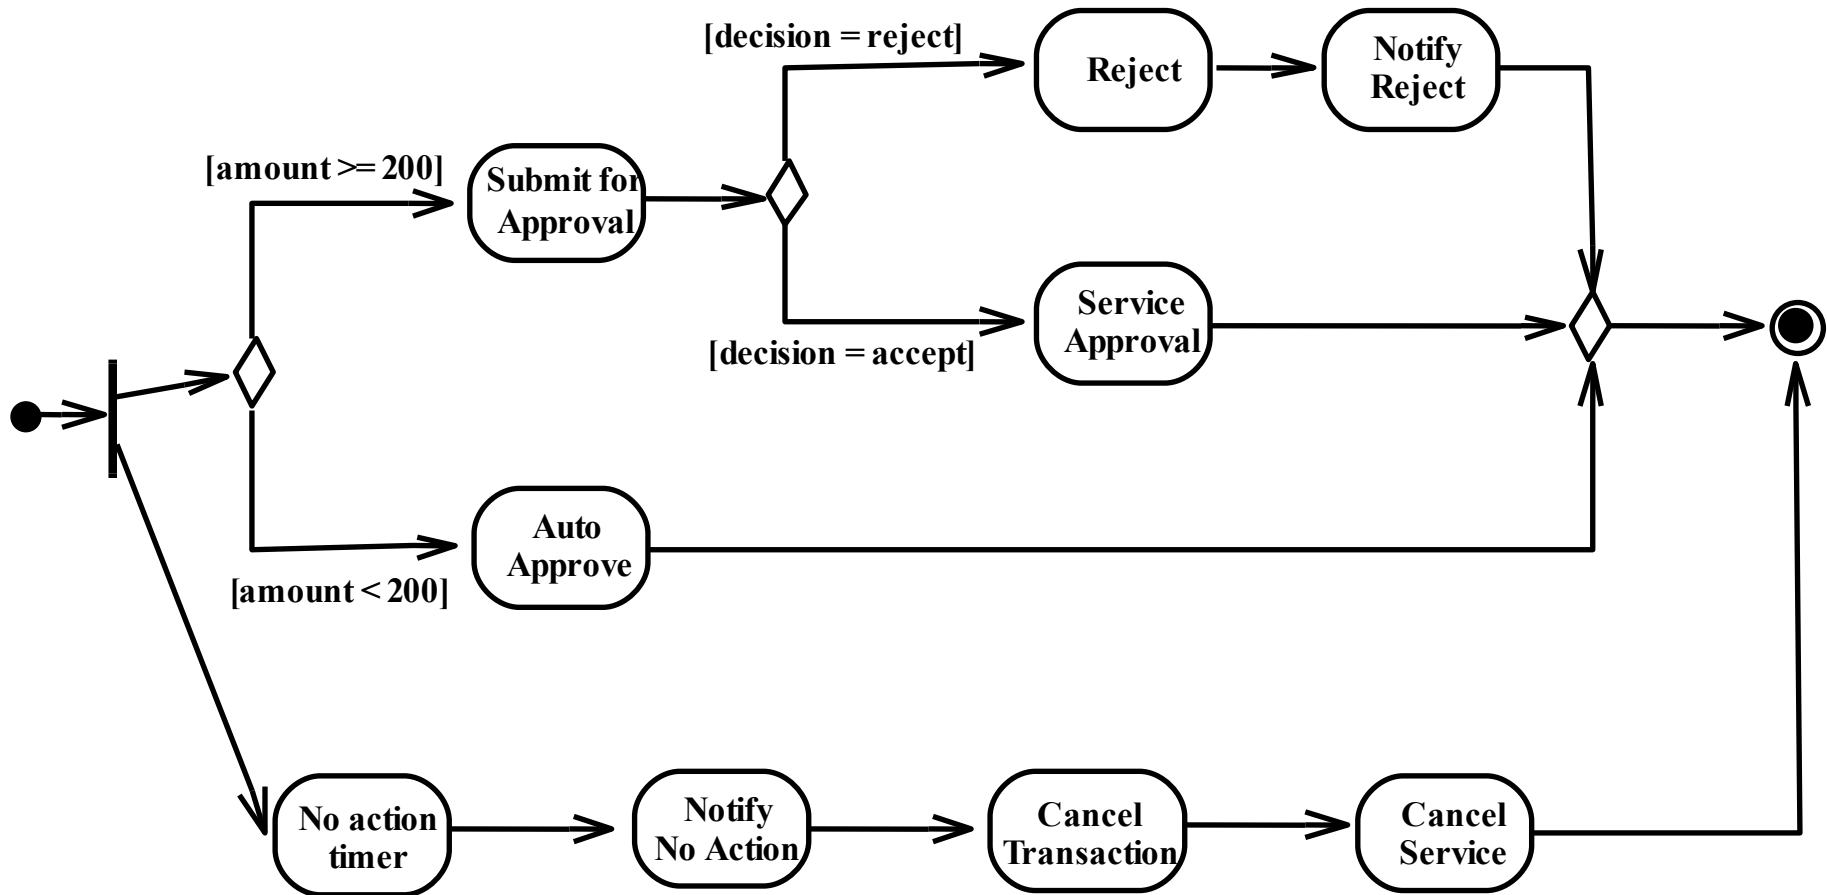 [decision = reject]
Reject
Notify
Reject
[amount >= 200]
Submit for
Approval
Service
Approval
[decision = accept]
Auto
Approve
[amount < 200]
No action
timer
Notify
No Action
Cancel
Transaction
Cancel
Service